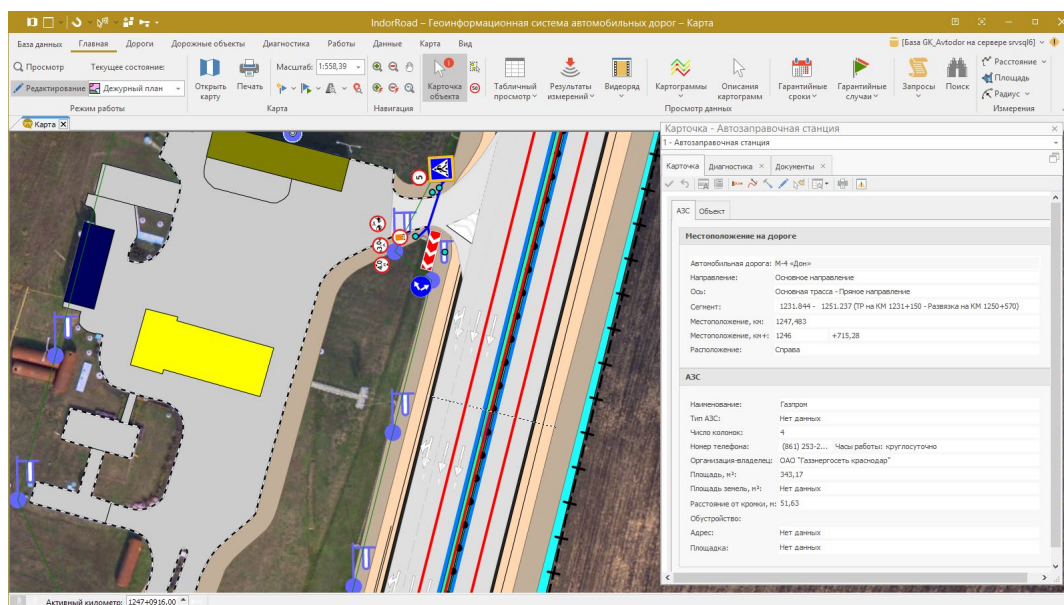 IndorRoad – Геоинформационная система автомобильных дорог – Карта
База данных Главная Дороги Дорожные объекты Диагностика Работы Данные Карта Вид [База GK_Avtodor на сервере srvsql6]
Просмотр Текущее состояние:
Редактирование Дежурный план
Режим работы
Открыть карту
Печать
Масштаб: 1:558,39
Карта
Навигация
Карточка объекта
50
Табличный просмотр
Результаты измерений
Видеоряд
Картограммы
Описания картограмм
Просмотр данных
Гарантийные сроки
Гарантийные случаи
Запросы
Поиск
Расстояние
Площадь
Радиус
Измерения
Карта
5
40
Карточка - Автозаправочная станция
1 - Автозаправочная станция
Карточка Диагностика Документы
АЗС Объект
Местоположение на дороге
Автомобильная дорога: М-4 «Дон»
Направление: Основное направление
Ось: Основная трасса - Прямое направление
Сегмент: 1231.844 - 1251.237 (ТР на КМ 1231+150 - Развязка на КМ 1250+570)
Местоположение, км: 1247,483
Местоположение, км+: 1246 +715,28
Расположение: Справа
АЗС
Наименование: Газпром
Тип АЗС: Нет данных
Число колонок: 4
Номер телефона: (861) 253-2... Часы работы: круглосуточно
Организация-владелец: ОАО "Газэнергосеть краснодар"
Площадь, м²: 343,17
Площадь земель, м²: Нет данных
Расстояние от кромки, м: 51,63
Обустройство:
Адрес: Нет данных
Площадка: Нет данных
Активный километр: 1247+0916,00